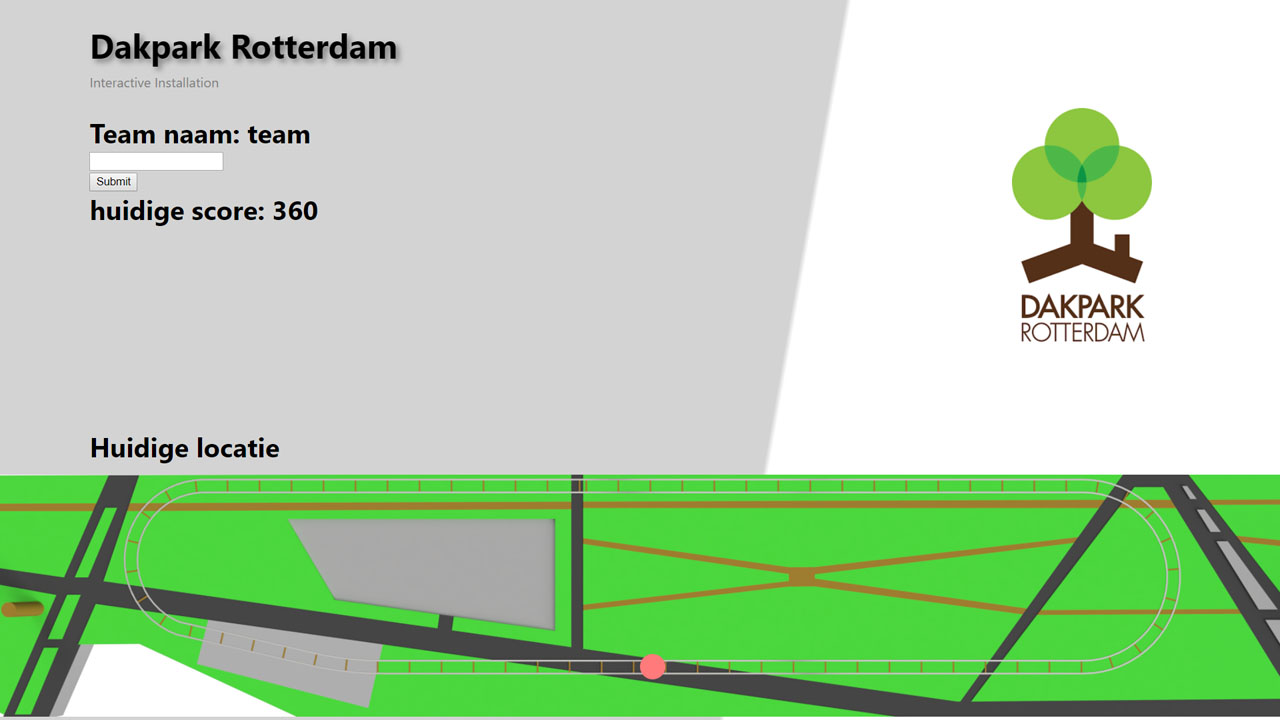 Dakpark Rotterdam
Interactive Installation
Team naam: team
Submit
huidige score: 360
DAKPARK
ROTTERDAM
Huidige locatie